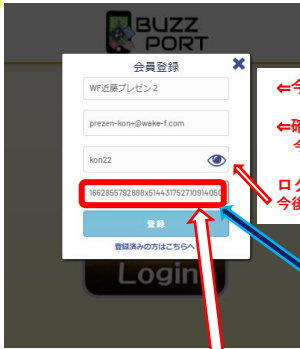 BUZZ
PORT
会員登録
WF近藤プレゼン2
⇐今
prezen-kon+@wake-f.com
⇐確
今
kon22
ログ
今後
1662855792888x514431752710914050
登録
登録済みの方はこちらへ
Login